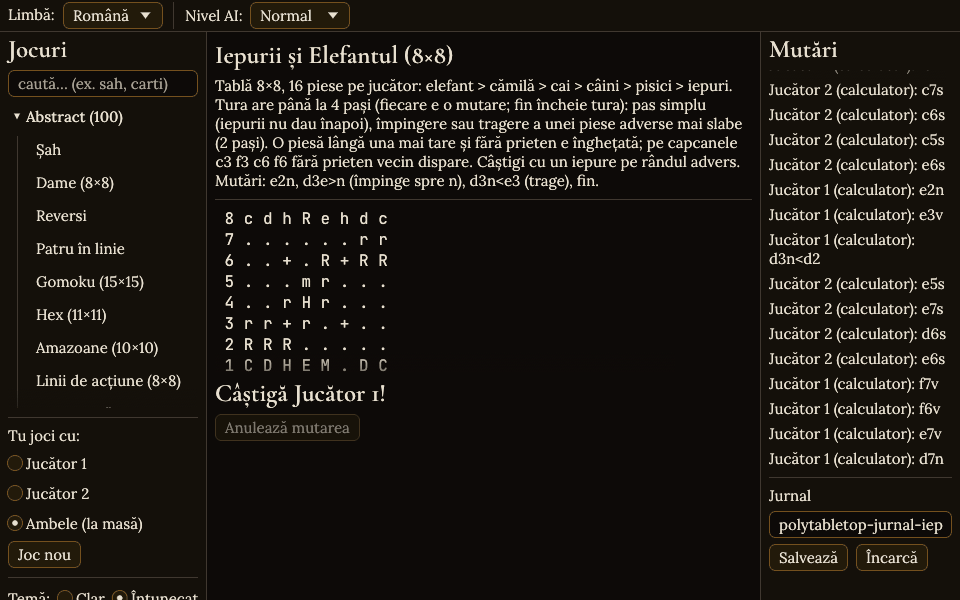 Limbă: Română ▼ Nivel AI: Normal ▼
Jocuri
caută... (ex. sah, carti)
▼ Abstract (100)
Șah
Dame (8×8)
Reversi
Patru în linie
Gomoku (15×15)
Hex (11×11)
Amazoane (10×10)
Linii de acțiune (8×8)
Tu joci cu:
Jucător 1
Jucător 2
Ambele (la masă)
Joc nou
Temă: Clar Întunecat
Iepurii și Elefantul (8×8)
Tablă 8×8, 16 piese pe jucător: elefant > cămilă > cai > câini > pisici > iepuri.
Tura are până la 4 pași (fiecare e o mutare; fin încheie tura): pas simplu
(iepurii nu dau înapoi), împingere sau tragere a unei piese adverse mai slabe
(2 pași). O piesă lângă una mai tare și fără prieten e înghețată; pe capcanele
c3 f3 c6 f6 fără prieten vecin dispare. Câștigi cu un iepure pe rândul advers.
Mutări: e2n, d3e>n (împinge spre n), d3n<e3 (trage), fin.
8 c d h R e h d c
7 . . . . . . r r
6 . . + . R + R R
5 . . . m r . . .
4 . . r H r . . .
3 r r + r . + . .
2 R R R . . . . .
1 C D H E M . D C
Câștigă Jucător 1!
Anulează mutarea
Mutări
Jucător 2 (calculator): c7s
Jucător 2 (calculator): c6s
Jucător 2 (calculator): c5s
Jucător 2 (calculator): e6s
Jucător 1 (calculator): e2n
Jucător 1 (calculator): e3v
Jucător 1 (calculator):
d3n<d2
Jucător 2 (calculator): e5s
Jucător 2 (calculator): e7s
Jucător 2 (calculator): d6s
Jucător 2 (calculator): e6s
Jucător 1 (calculator): f7v
Jucător 1 (calculator): f6v
Jucător 1 (calculator): e7v
Jucător 1 (calculator): d7n
Jurnal
polytabletop-jurnal-iep
Salvează Încarcă